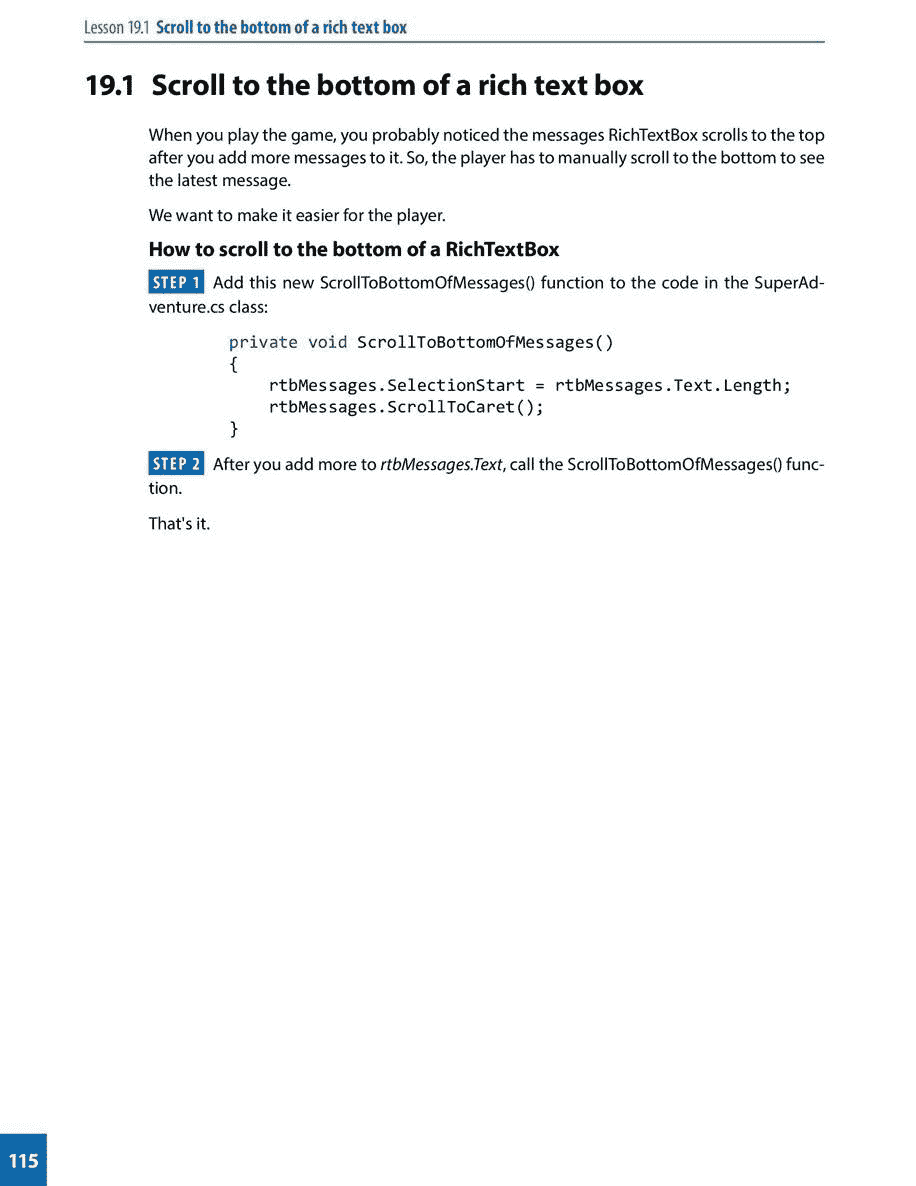 Lesson 19.1 Scroll to the bottom of a rich text box
19.1 Scroll to the bottom of a rich text box
When you play the game, you probably noticed the messages RichTextBox scrolls to the top
after you add more messages to it. So, the player has to manually scroll to the bottom to see
the latest message.
We want to make it easier for the player.
How to scroll to the bottom of a RichTextBox
STEP 1 Add this new ScrollToBottomOfMessages() function to the code in the SuperAd-
venture.cs class:
private void ScrollToBottomOfMessages()
{
rtbMessages.SelectionStart = rtbMessages.Text.Length;
rtbMessages.ScrollToCaret();
}
STEP 2 After you add more to rtbMessages.Text, call the ScrollToBottomOfMessages() func-
tion.
That's it.
115